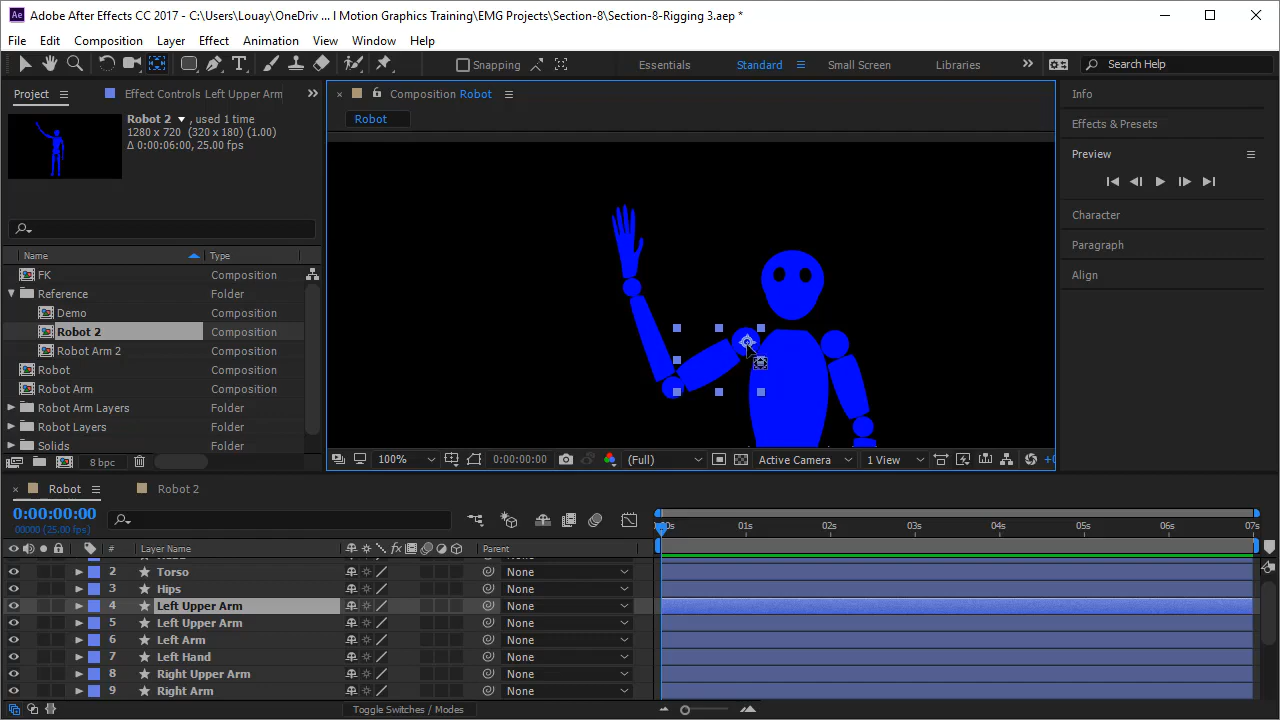 Ae Adobe After Effects CC 2017 - C:\Users\Louay\OneDriv ... l Motion Graphics Training\EMG Projects\Section-8\Section-8-Rigging 3.aep *
File Edit Composition Layer Effect Animation View Window Help
Snapping Essentials Standard Small Screen Libraries Search Help
Project Effect Controls Left Upper Arm
Robot 2 , used 1 time
1280 x 720 (320 x 180) (1.00)
Δ 0:00:06:00, 25.00 fps
Name Type
FK Composition
Reference Folder
Demo Composition
Robot 2 Composition
Robot Arm 2 Composition
Robot Composition
Robot Arm Composition
Robot Arm Layers Folder
Robot Layers Folder
Solids Folder
8 bpc
Composition Robot
Robot
100% 0:00:00:00 (Full) Active Camera 1 View +0
Info
Effects & Presets
Preview
Character
Paragraph
Align
Robot Robot 2
0:00:00:00
00000 (25.00 fps)
01s 02s 03s 04s 05s 06s 07s
# Layer Name fx Parent
2 Torso None
3 Hips None
4 Left Upper Arm None
5 Left Upper Arm None
6 Left Arm None
7 Left Hand None
8 Right Upper Arm None
9 Right Arm None
Toggle Switches / Modes